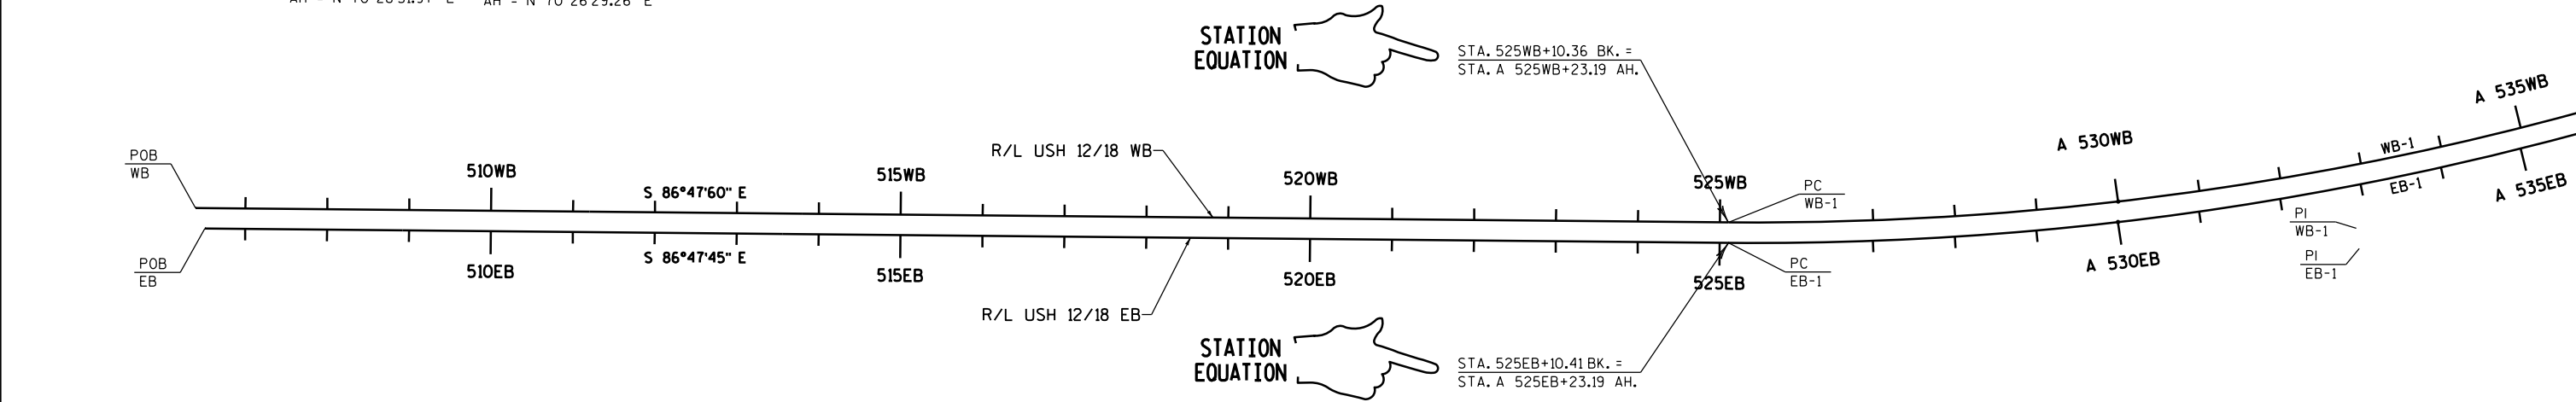 STATION
EQUATION
STA. 525WB+10.36 BK. =
STA. A 525WB+23.19 AH.
A 535WB
A 530WB
WB-1
R/L USH 12/18 WB
POB
WB
510WB
515WB
520WB
525WB
PC
WB-1
S 86°47'60" E
EB-1
A 535EB
PI
WB-1
S 86°47'45" E
POB
EB
510EB
515EB
520EB
525EB
PC
EB-1
A 530EB
PI
EB-1
R/L USH 12/18 EB
STATION
EQUATION
STA. 525EB+10.41 BK. =
STA. A 525EB+23.19 AH.